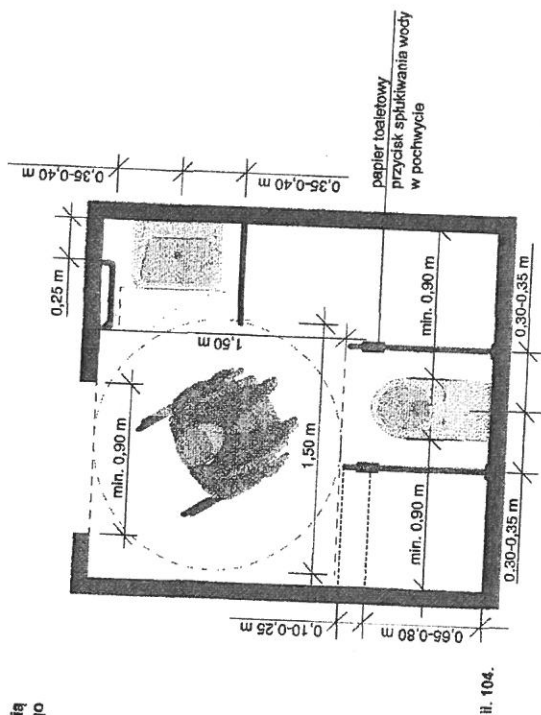 ią
go
0,25 m
0,35-0,40 m
0,35-0,40 m
min. 0,90 m
1,50 m
1,50 m
papier toaletowy
przycisk spłukiwania wody
w pochwycie
min. 0,90 m
min. 0,90 m
0,10-0,25 m
0,65-0,80 m
0,30-0,35 m
0,30-0,35 m
il. 104.